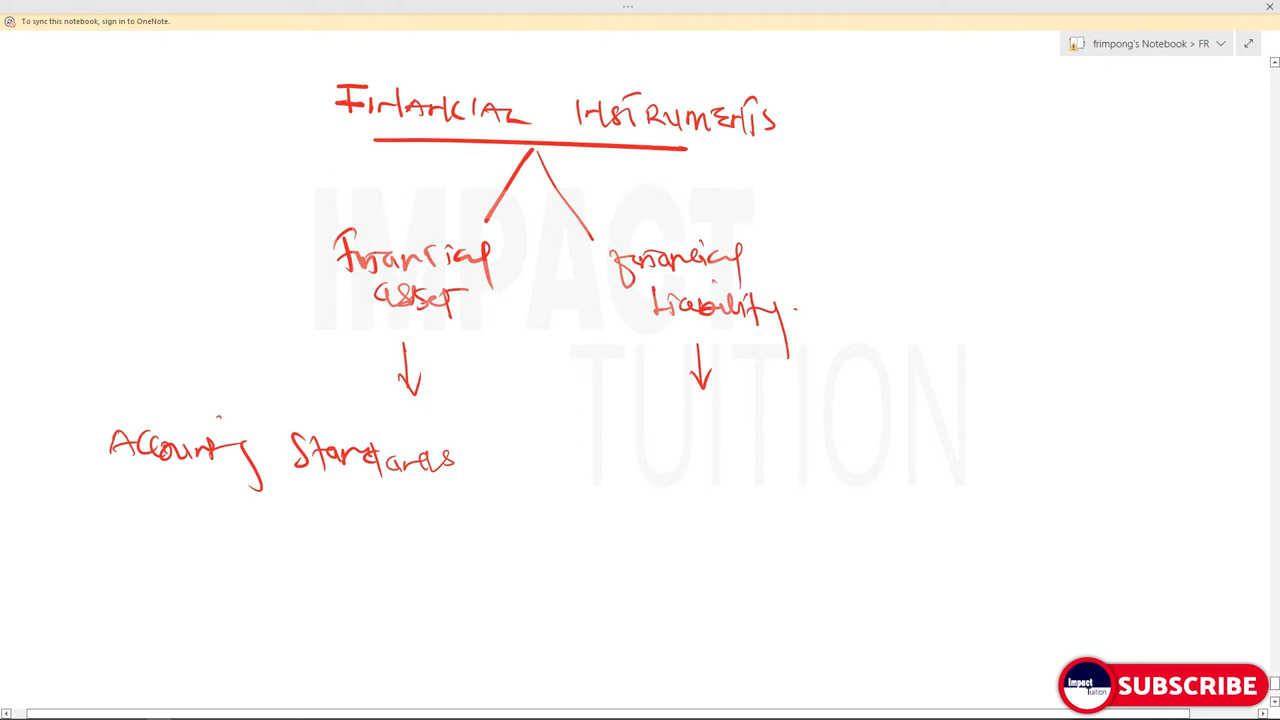 To sync this notebook, sign in to OneNote.
frimpong's Notebook > FR
FINANCIAL INSTRUMENTS
Financial asset
Financial Liability.
Accounting Standards
IMPACT
TUITION
Impact Tuition
SUBSCRIBE